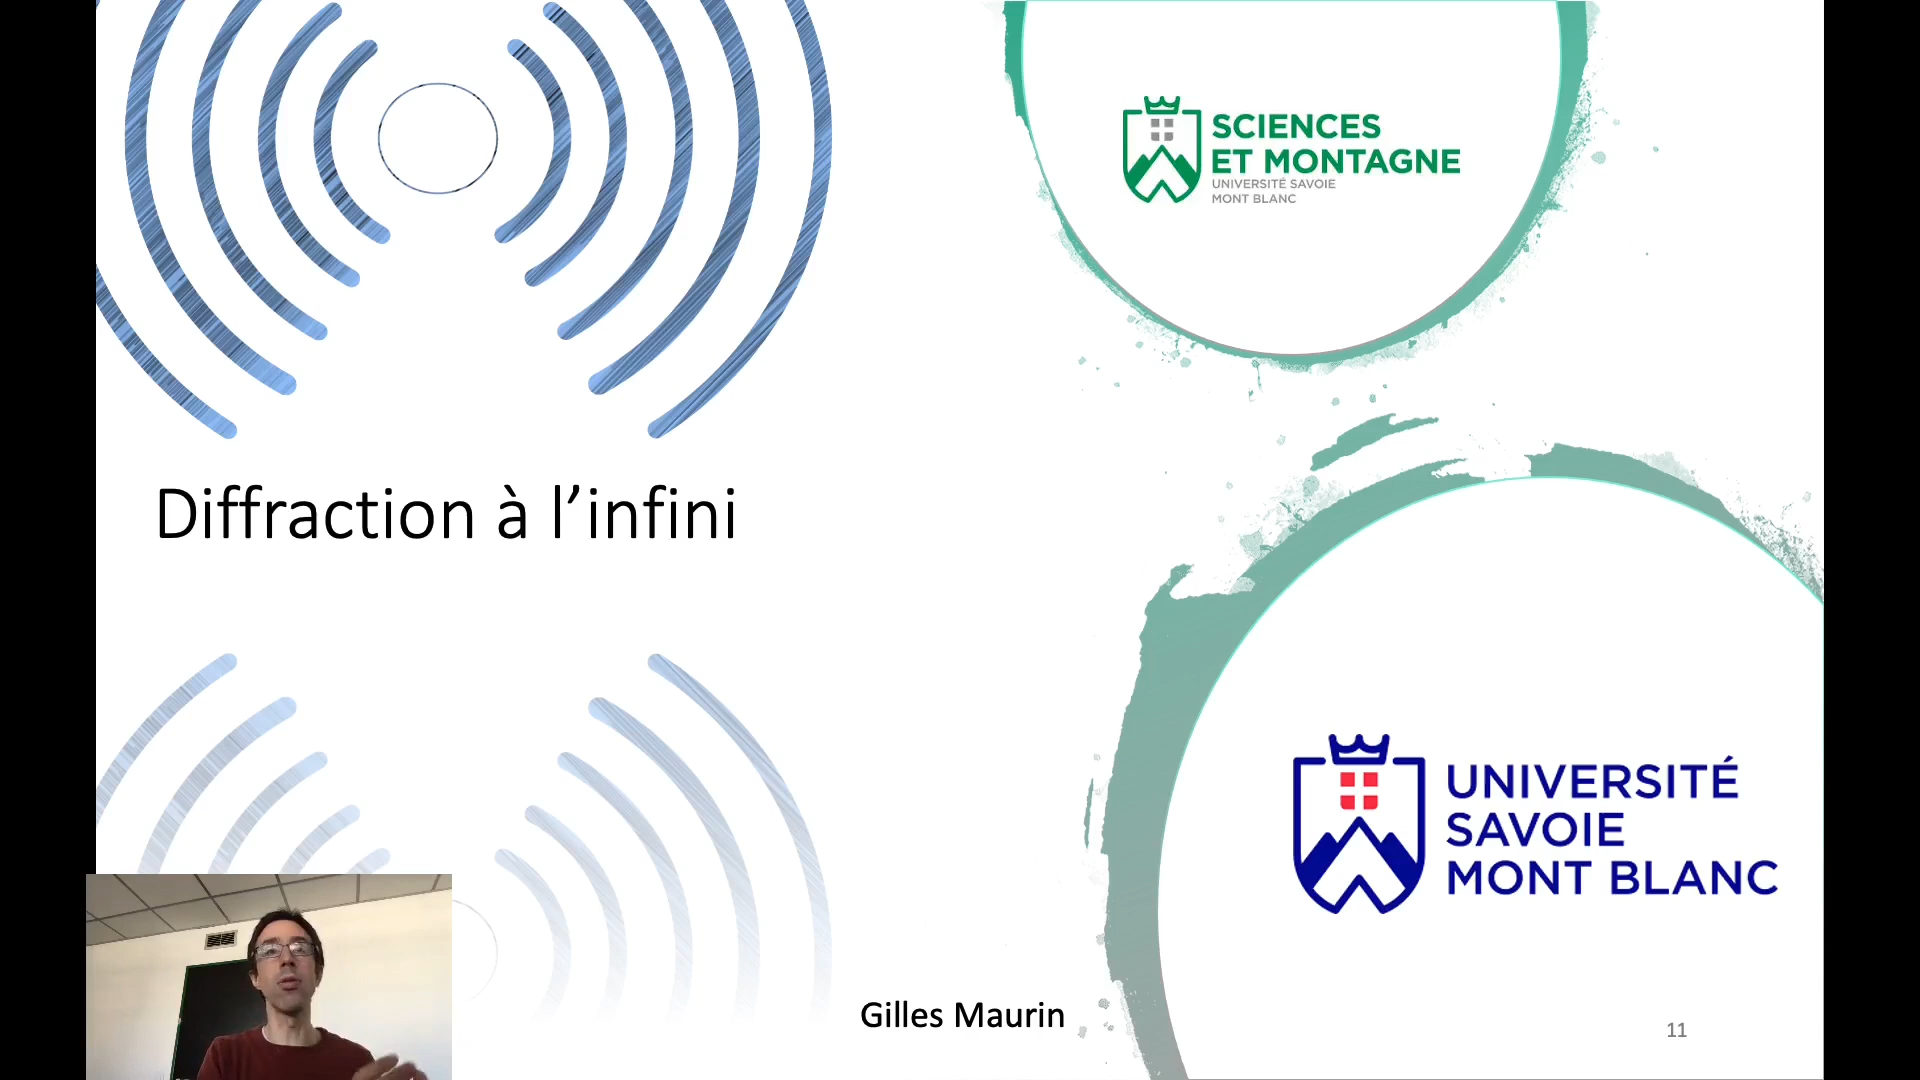 SCIENCES
ET MONTAGNE
UNIVERSITÉ SAVOIE
MONT BLANC
Diffraction à l’infini
UNIVERSITÉ
SAVOIE
MONT BLANC
Gilles Maurin
11